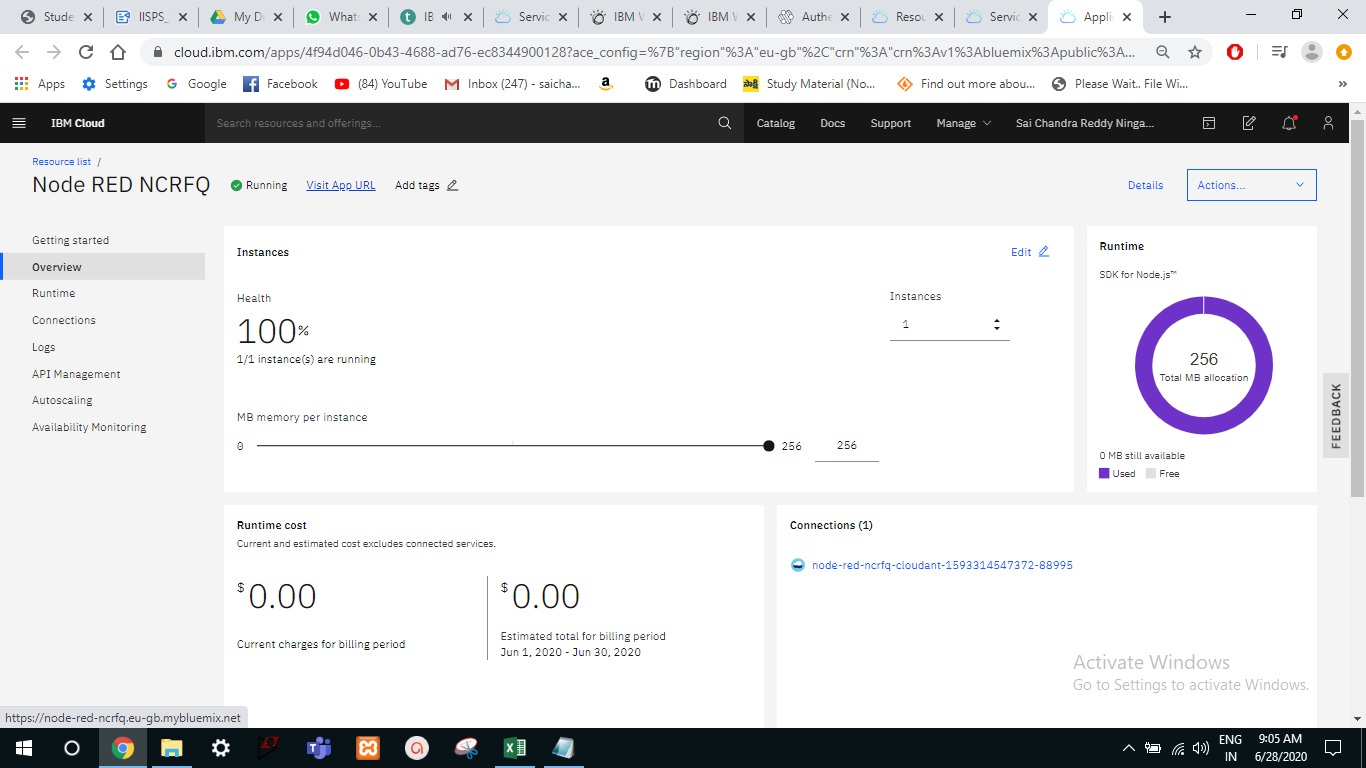 Stude
IISPS_
My Di
Whats
IE
Servic
IBM W
IBM W
Authe
Resou
Servic
Appli
cloud.ibm.com/apps/4f94d046-0b43-4688-ad76-ec8344900128?ace_config=%7B"region"%3A"eu-gb"%2C"crn"%3A"crn%3Av1%3Abluemix%3Apublic%3A...
Apps
Settings
Google
Facebook
(84) YouTube
Inbox (247) - saicha...
Dashboard
Study Material (No...
Find out more abou...
Please Wait.. File Wi...
»
IBM Cloud
Search resources and offerings...
Catalog
Docs
Support
Manage
Sai Chandra Reddy Ninga...
Resource list /
Node RED NCRFQ
Running
Visit App URL
Add tags
Details
Actions...
Getting started
Overview
Runtime
Connections
Logs
API Management
Autoscaling
Availability Monitoring
Instances
Edit
Health
100%
1/1 instance(s) are running
Instances
1
MB memory per instance
0
256
256
Runtime
SDK for Node.js™
256
Total MB allocation
0 MB still available
Used
Free
FEEDBACK
Runtime cost
Current and estimated cost excludes connected services.
$0.00
Current charges for billing period
$0.00
Estimated total for billing period
Jun 1, 2020 - Jun 30, 2020
Connections (1)
node-red-ncrfq-cloudant-1593314547372-88995
Activate Windows
Go to Settings to activate Windows.
https://node-red-ncrfq.eu-gb.mybluemix.net
ENG
IN
9:05 AM
6/28/2020